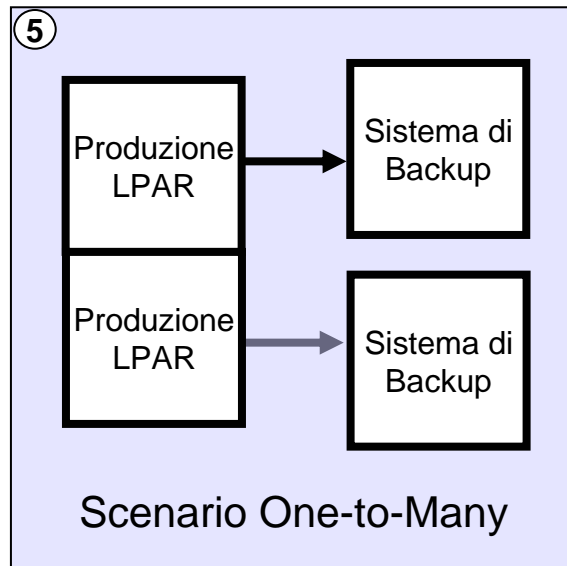 5
Produzione
LPAR
Sistema di
Backup
Produzione
LPAR
Sistema di
Backup
Scenario One-to-Many